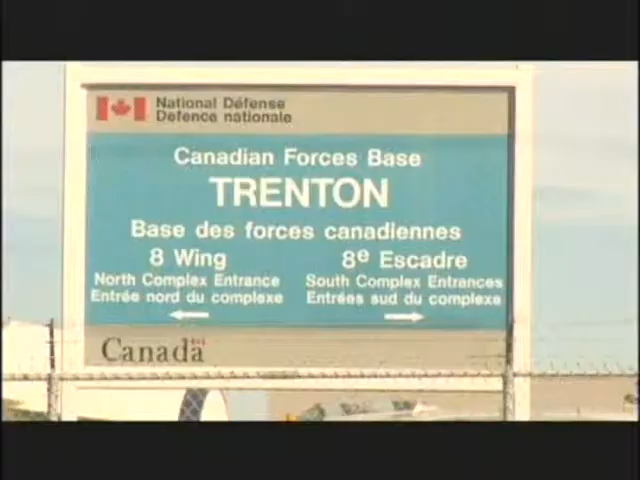 National Défense
Defence nationale
Canadian Forces Base
TRENTON
Base des forces canadiennes
8 Wing
8e Escadre
North Complex Entrance
Entrée nord du complexe
South Complex Entrances
Entrées sud du complexe
Canada